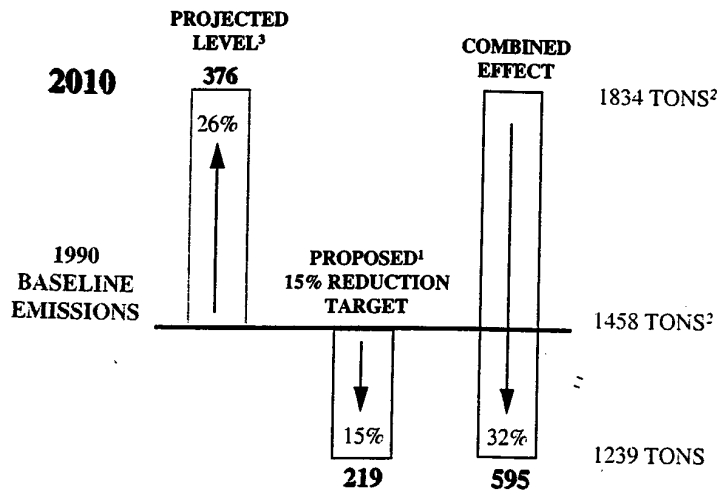 PROJECTED
LEVEL³
376
2010
26%
COMBINED
EFFECT
1834 TONS²
1990
BASELINE
EMISSIONS
PROPOSED¹
15% REDUCTION
TARGET
1458 TONS²
15%
219
32%
595
1239 TONS